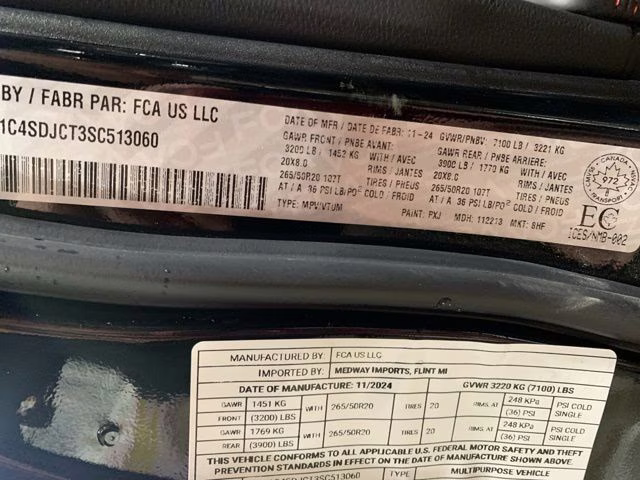 BY / FABR PAR: FCA US LLC
1C4SDJCT3SC513060
DATE OF MFR / DATE DE FABR: 11-24 GVWR/PNBV: 7100 LB / 3221 KG
GAWR FRONT / PNBE AVANT: GAWR REAR / PNBE ARRIERE:
3200 LB / 1452 KG WITH / AVEC 3900 LB / 1770 KG WITH / AVEC
20X8.0 RIMS / JANTES 20X8.0 RIMS / JANTES
265/50R20 107T TIRES / PNEUS 265/50R20 107T TIRES / PNEUS
AT / A 36 PSI LB/PO² COLD / FROID AT / A 36 PSI LB/PO² COLD / FROID
TYPE: MPV/VTUM PAINT: PXJ MDH: 112213 MKT: BHF
CANADA
TRANSPORT
EC
ICES/NMB-002
MANUFACTURED BY: FCA US LLC
IMPORTED BY: MEDWAY IMPORTS, FLINT MI
DATE OF MANUFACTURE: 11/2024 GVWR 3220 KG (7100) LBS
GAWR 1451 KG WITH 265/50R20 TIRES 20 RIMS. AT 248 KPa PSI COLD
FRONT (3200) LBS (36) PSI SINGLE
GAWR 1769 KG WITH 265/50R20 TIRES 20 RIMS. AT 248 KPa PSI COLD
REAR (3900) LBS (36) PSI SINGLE
THIS VEHICLE CONFORMS TO ALL APPLICABLE U.S. FEDERAL MOTOR SAFETY AND THEFT
PREVENTION STANDARDS IN EFFECT ON THE DATE OF MANUFACTURE SHOWN ABOVE.
1C4SDJCT3SC513060 TYPE MULTIPURPOSE VEHICLE